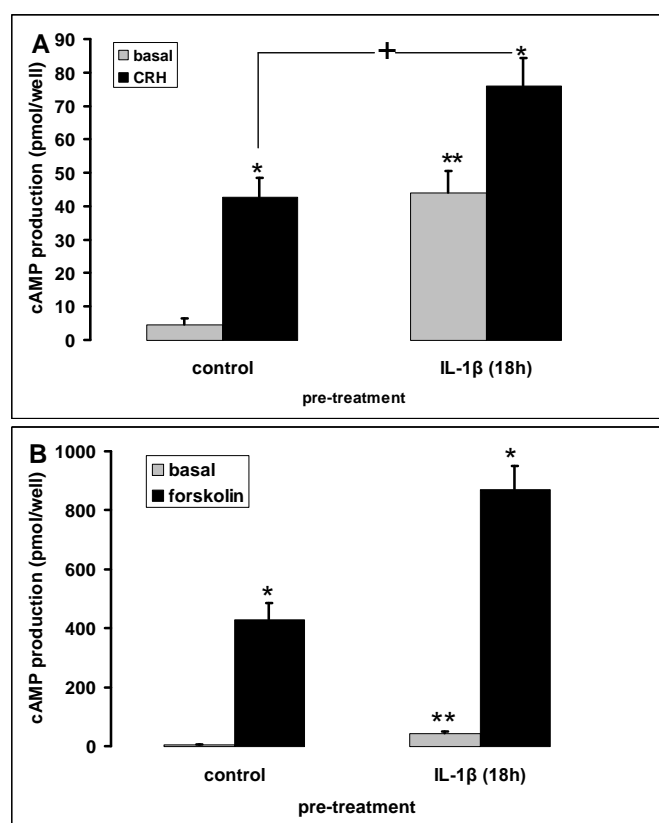 A
basal
CRH
cAMP production (pmol/well)
90
80
70
60
50
40
30
20
10
0
*
+
**
*
control
IL-1β (18h)
pre-treatment
B
basal
forskolin
cAMP production (pmol/well)
1000
800
600
400
200
0
*
**
*
control
IL-1β (18h)
pre-treatment